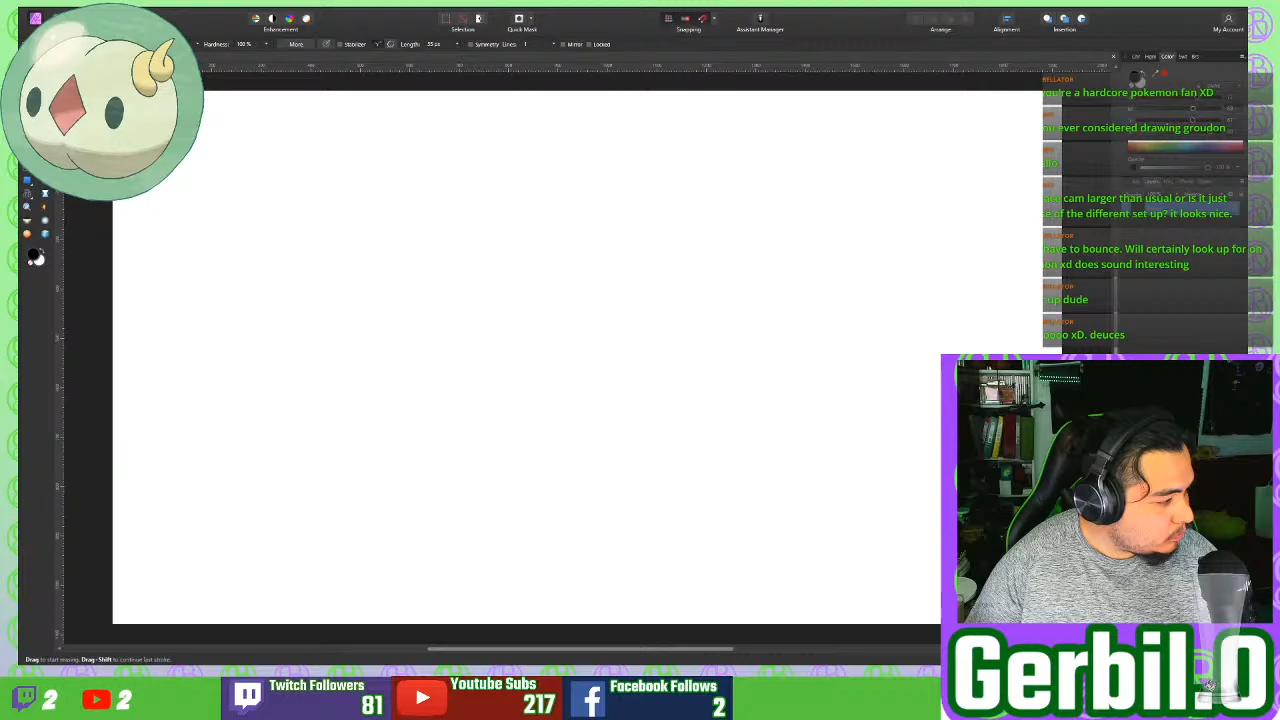 Enhancement
Selection
Quick Mask
Snapping
Assistant Manager
Arrange
Alignment
Insertion
My Account
Hardness: 100 %
More
Stabilizer
Length: 35 px
Symmetry Lines: 1
Mirror
Locked
Color
RELLATOR
you're a hardcore pokemon fan XD
ever considered drawing groudon
cam larger than usual or is it just
of the different set up? it looks nice.
have to bounce. Will certainly look up for on
xd does sound interesting
up dude
xD. deuces
Opacity
Drag to start erasing. Drag+Shift to continue last stroke.
Gerbil.O
2
2
Twitch Followers
81
Youtube Subs
217
Facebook Follows
2